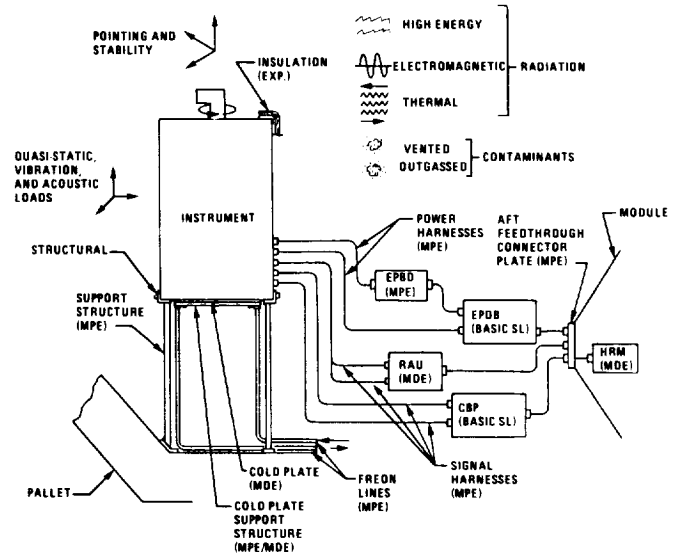 POINTING AND
STABILITY
INSULATION
(EXP.)
HIGH ENERGY
ELECTROMAGNETIC
THERMAL
RADIATION
VENTED
OUTGASSED
CONTAMINANTS
QUASI-STATIC,
VIBRATION,
AND ACOUSTIC
LOADS
INSTRUMENT
STRUCTURAL
SUPPORT
STRUCTURE
(MPE)
POWER
HARNESSES
(MPE)
AFT
FEEDTHROUGH
CONNECTOR
PLATE (MPE)
MODULE
EPBD
(MPE)
EPDB
(BASIC SL)
RAU
(MDE)
HRM
(MDE)
CBP
(BASIC SL)
PALLET
COLD PLATE
(MDE)
COLD PLATE
SUPPORT
STRUCTURE
(MPE/MDE)
FREON
LINES
(MPE)
SIGNAL
HARNESSES
(MPE)